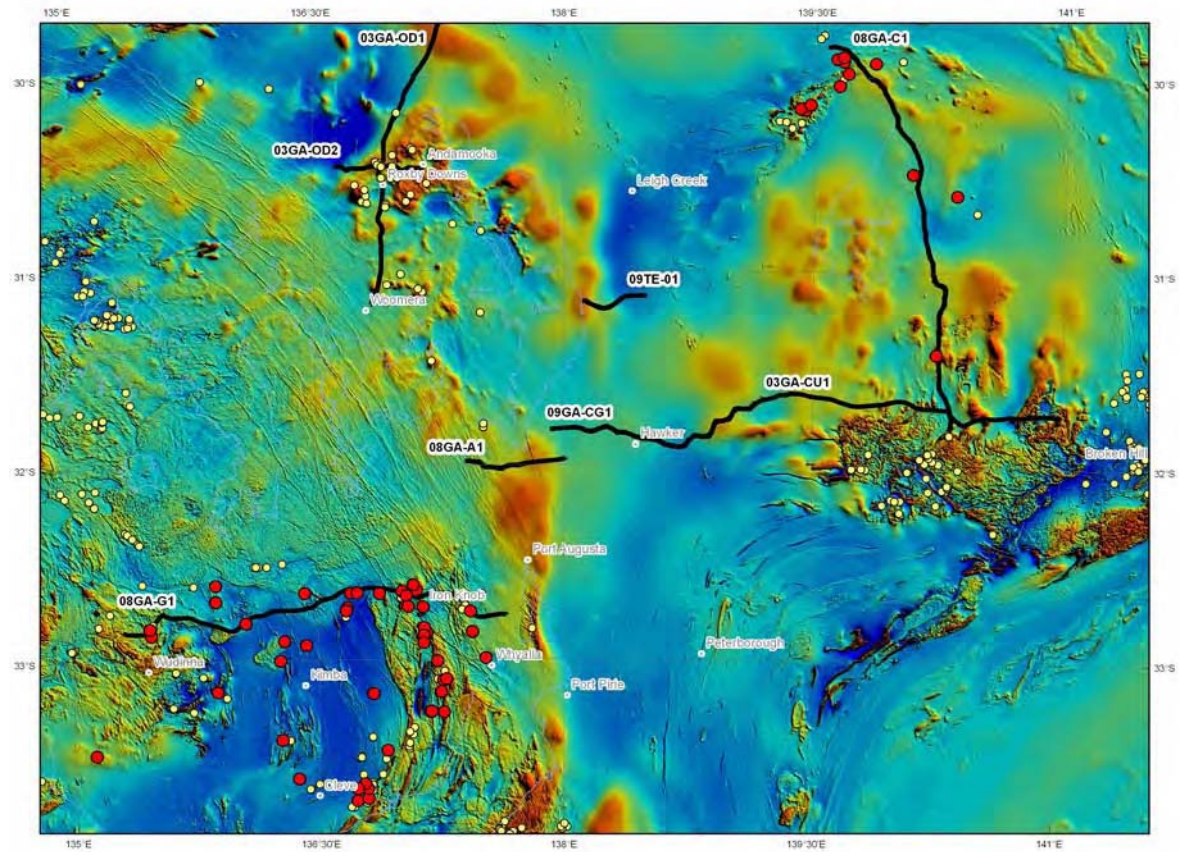 135°E 136°30'E 138°E 139°30'E 141°E
03GA-OD1
08GA-C1
30°S 30°S
03GA-OD2
Andamooka
Roxby Downs
Leigh Creek
31°S 31°S
09TE-01
Woomera
03GA-CU1
09GA-CG1
Hawker
08GA-A1
Broken Hill
32°S 32°S
Port Augusta
08GA-G1
Iron Knob
Peterborough
33°S 33°S
Wudinna
Whyalla
Kimba
Port Pirie
Cleve
135°E 136°30'E 138°E 139°30'E 141°E